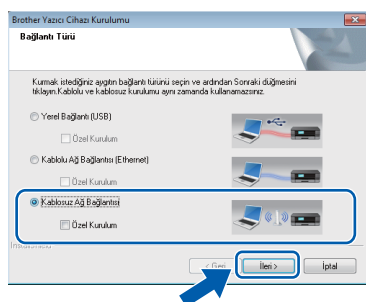 Brother Yazıcı Cihazı Kurulumu
Bağlantı Türü
Kurmak istediğiniz aygıtın bağlantı türünü seçin ve ardından Sonraki düğmesini
tıklayın.Kablolu ve kablosuz kurulumu aynı zamanda kullanamazsınız.
Yerel Bağlantı (USB)
Özel Kurulum
Kablolu Ağ Bağlantısı (Ethernet)
Özel Kurulum
Kablosuz Ağ Bağlantısı
Özel Kurulum
InstallShield
< Geri
İleri >
İptal